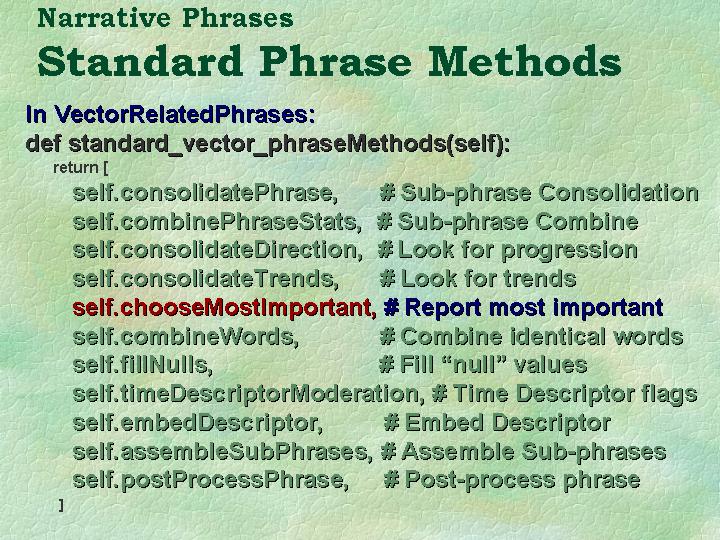 Narrative Phrases
Standard Phrase Methods
In VectorRelatedPhrases:
def standard_vector_phraseMethods(self):
return [
self.consolidatePhrase, # Sub-phrase Consolidation
self.combinePhraseStats, # Sub-phrase Combine
self.consolidateDirection, # Look for progression
self.consolidateTrends, # Look for trends
self.chooseMostImportant, # Report most important
self.combineWords, # Combine identical words
self.fillNulls, # Fill “null” values
self.timeDescriptorModeration, # Time Descriptor flags
self.embedDescriptor, # Embed Descriptor
self.assembleSubPhrases, # Assemble Sub-phrases
self.postProcessPhrase, # Post-process phrase
]